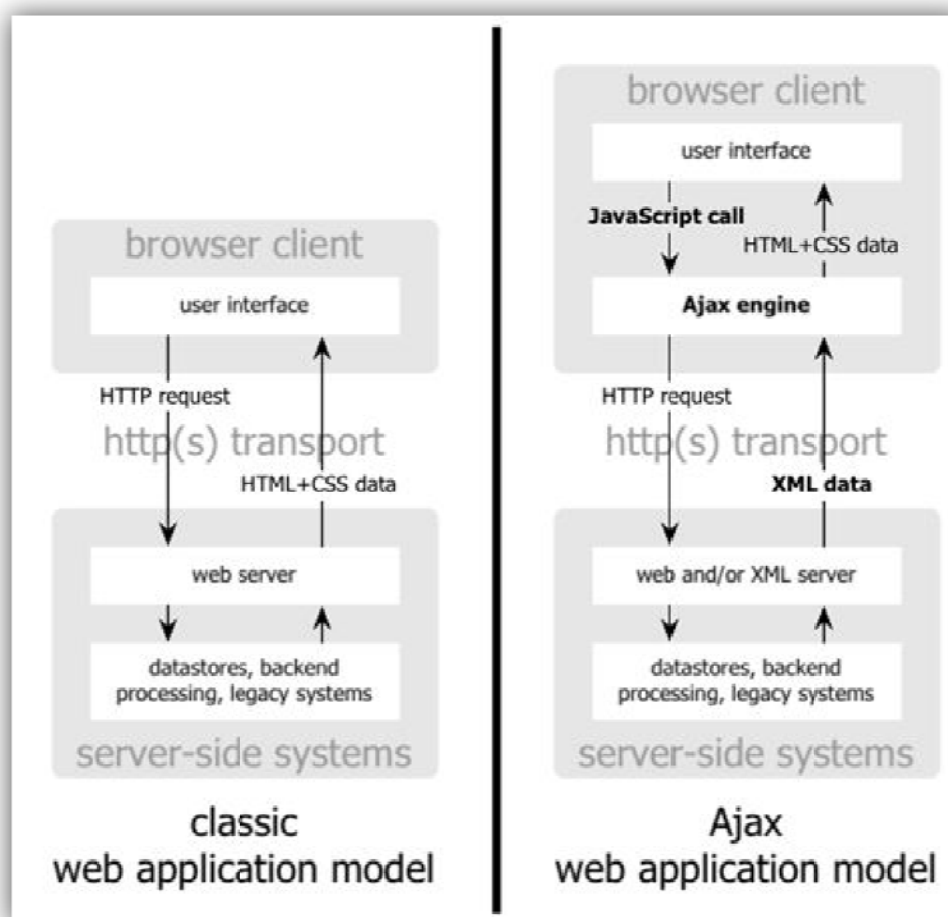 browser client
user interface
HTTP request
http(s) transport
HTML+CSS data
web server
datastores, backend
processing, legacy systems
server-side systems
classic
web application model
browser client
user interface
JavaScript call
HTML+CSS data
Ajax engine
HTTP request
http(s) transport
XML data
web and/or XML server
datastores, backend
processing, legacy systems
server-side systems
Ajax
web application model